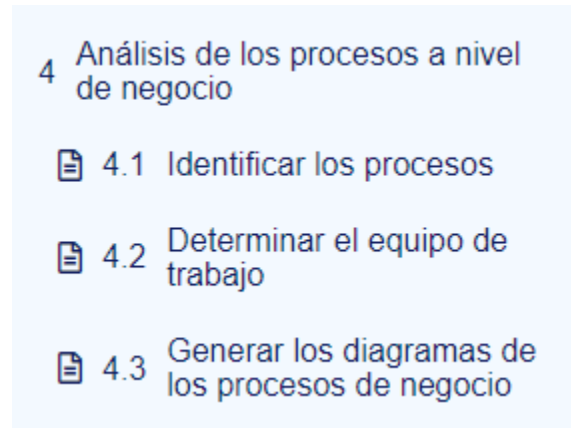 4 Análisis de los procesos a nivel
de negocio
4.1 Identificar los procesos
4.2 Determinar el equipo de
trabajo
4.3 Generar los diagramas de
los procesos de negocio